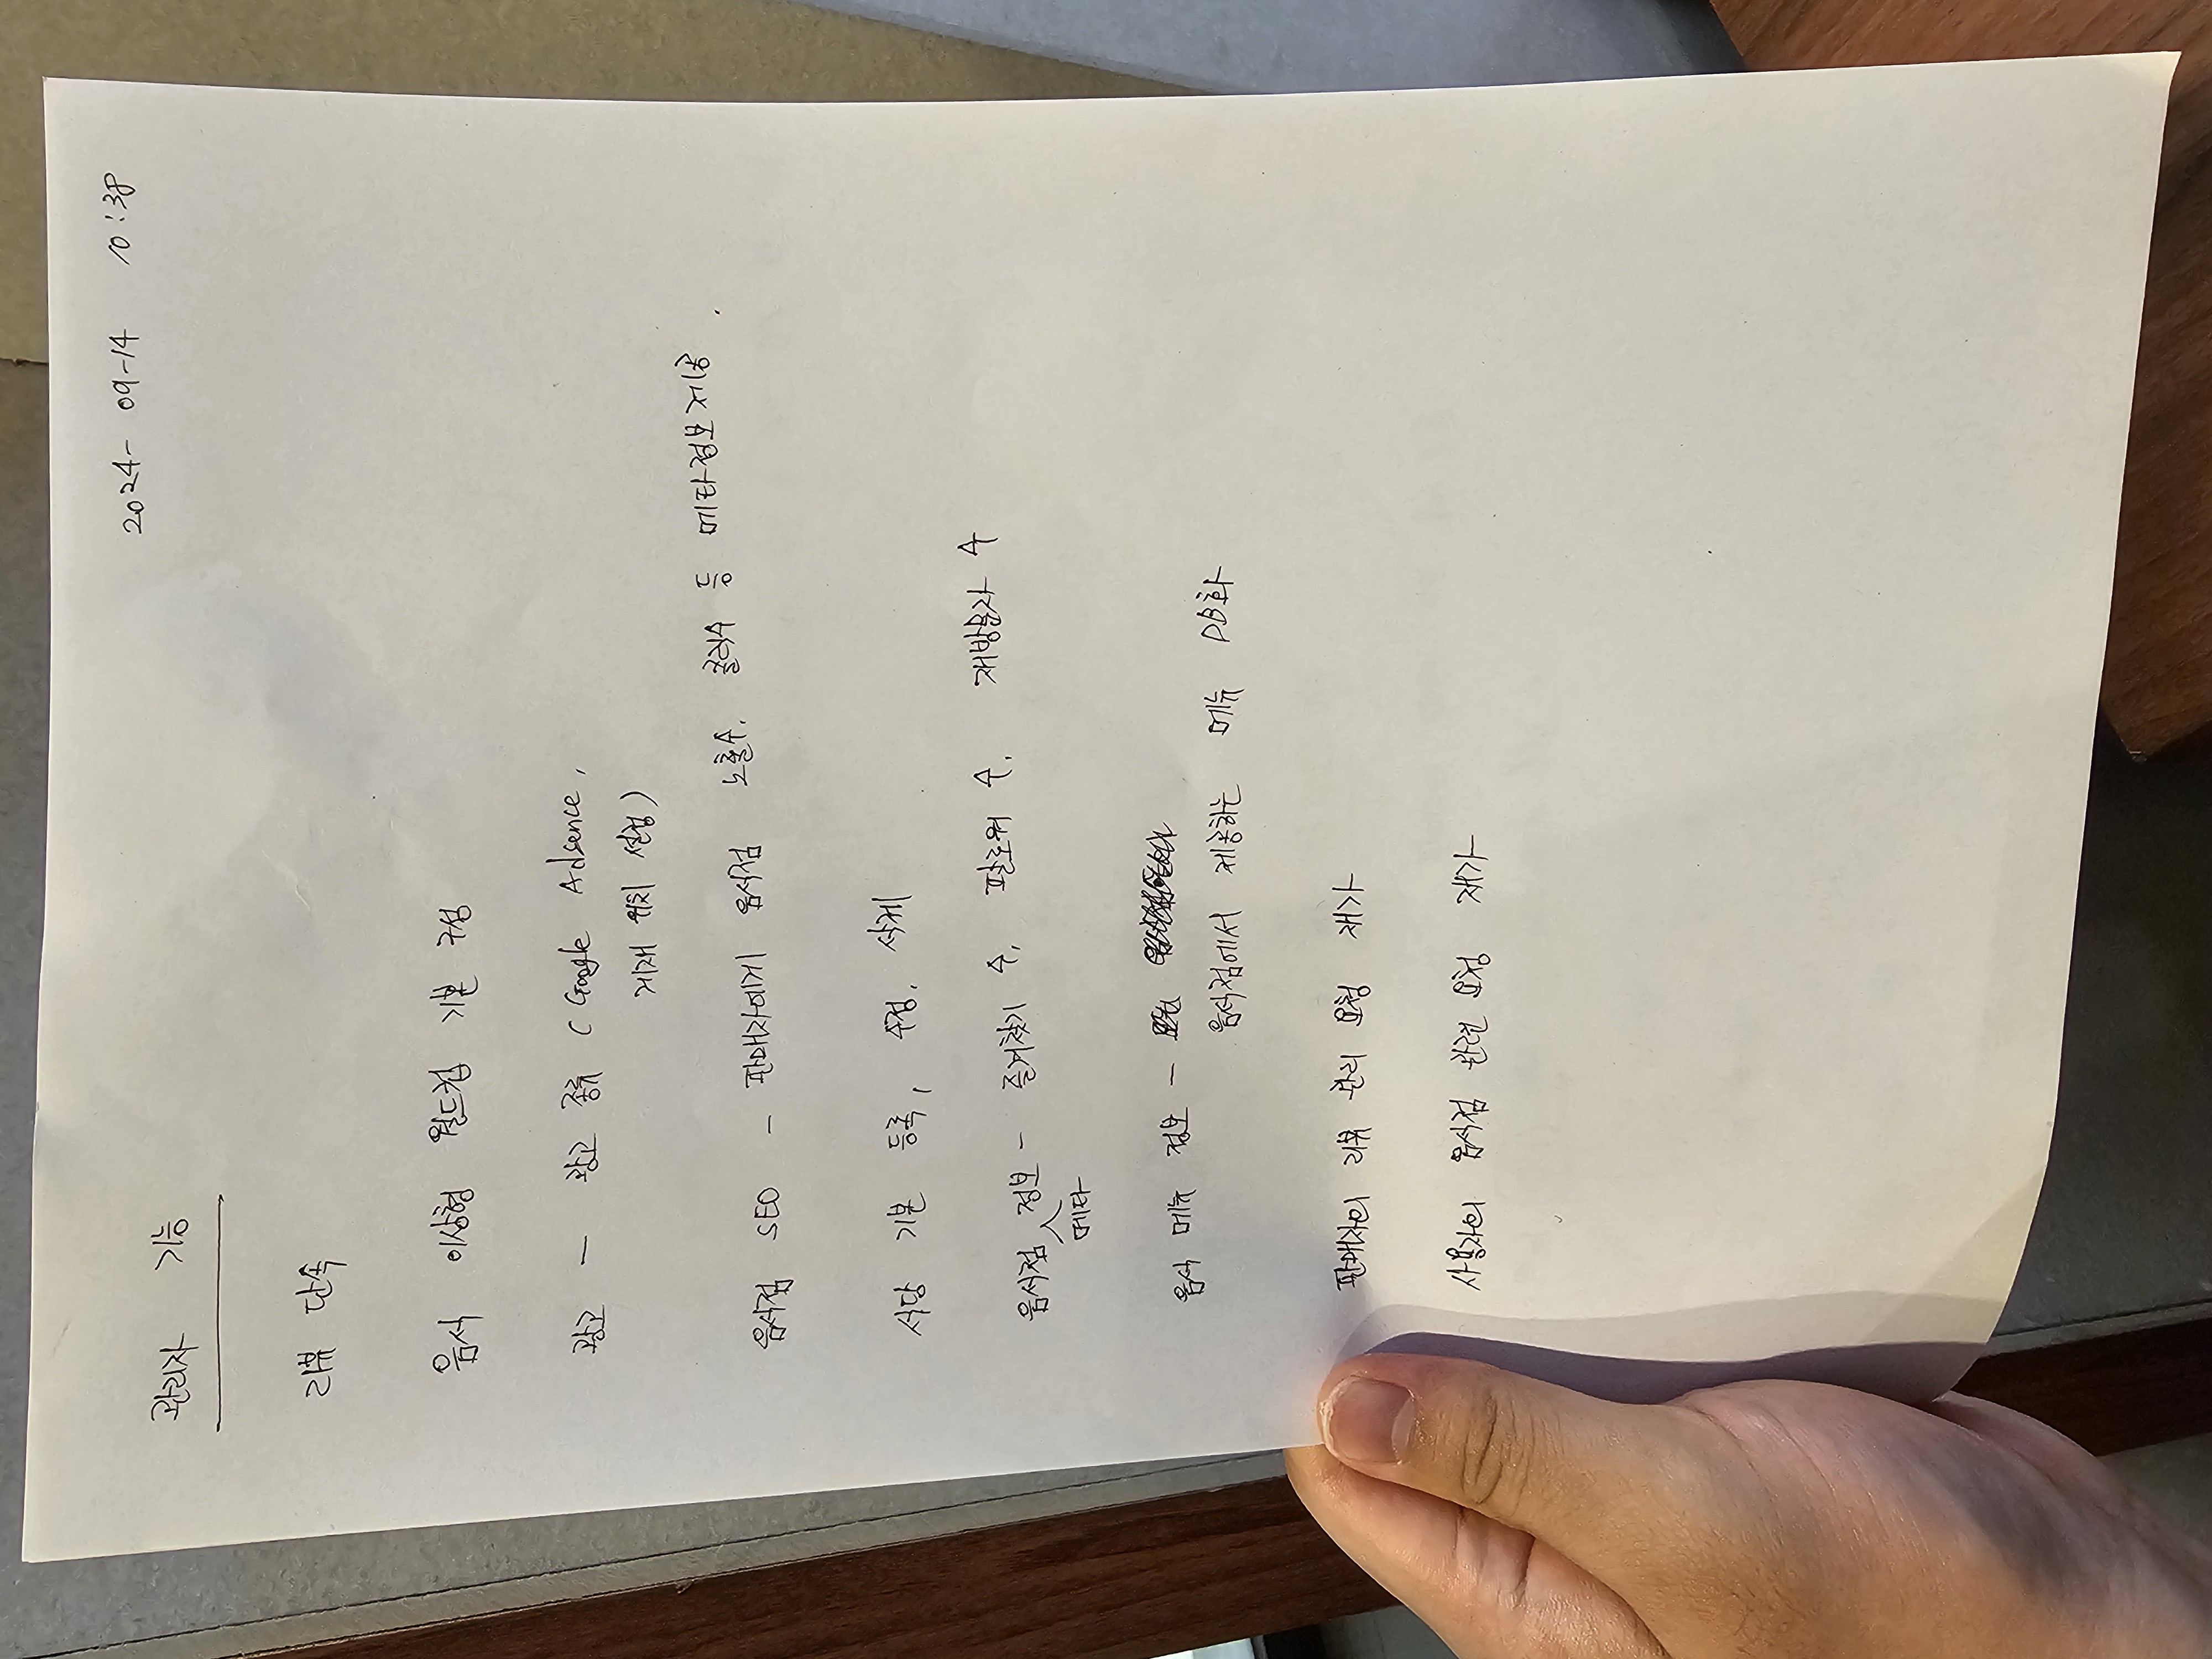 2024- 09-14 10:38
관리자 기능
리뷰 단속
음식 이상형 월드컵 기본 구성
광고 - 광고 종류 (Google Adsence,
게재 위치 설정)
음식점 SEO - 판매자에게 음식점 노출수, 클릭수 등 메타정보제공.
식당 기본 등록, 수정, 삭제
음식점 정보 - 즐겨찾기 수, 팔로워 수, 재방문자 수
메타
음식 메뉴 정보 -
음식점에서 제공하는 메뉴 DB화
판매자의 리뷰 관리 요청 재가
사용자의 음식점 관련 요청 재가